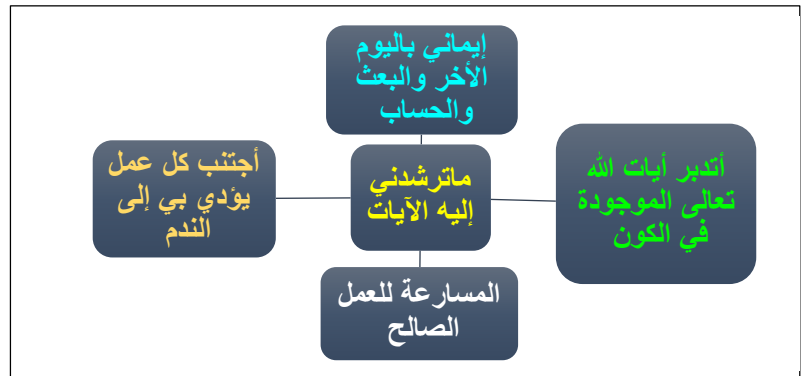 إيماني باليوم
الأخر والبعث
والحساب
أتدبر أيات الله
تعالى الموجودة
في الكون
ماترشدني
إليه الآيات
أجتنب كل عمل
يؤدي بي إلى
الندم
المسارعة للعمل
الصالح